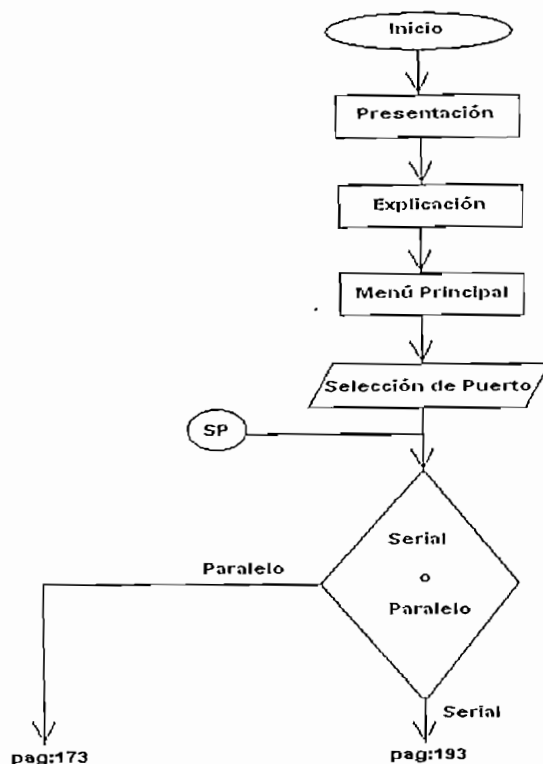 Inicio
Presentación
Explicación
Menú Principal
Selección de Puerto
SP
Serial
o
Paralelo
Paralelo
Serial
pag:173
pag:193